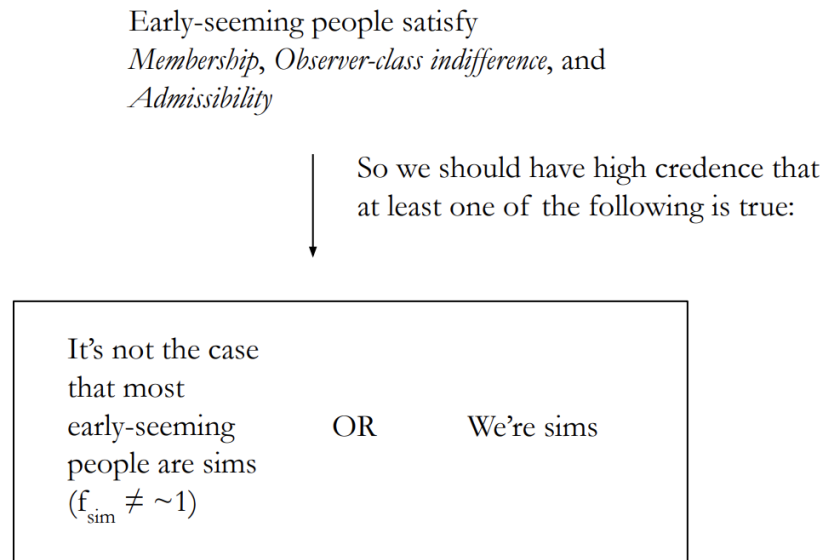 Early-seeming people satisfy
Membership, Observer-class indifference, and
Admissibility
So we should have high credence that
at least one of the following is true:
It’s not the case
that most
early-seeming
people are sims
(f_sim ≠ ~1)
OR
We’re sims